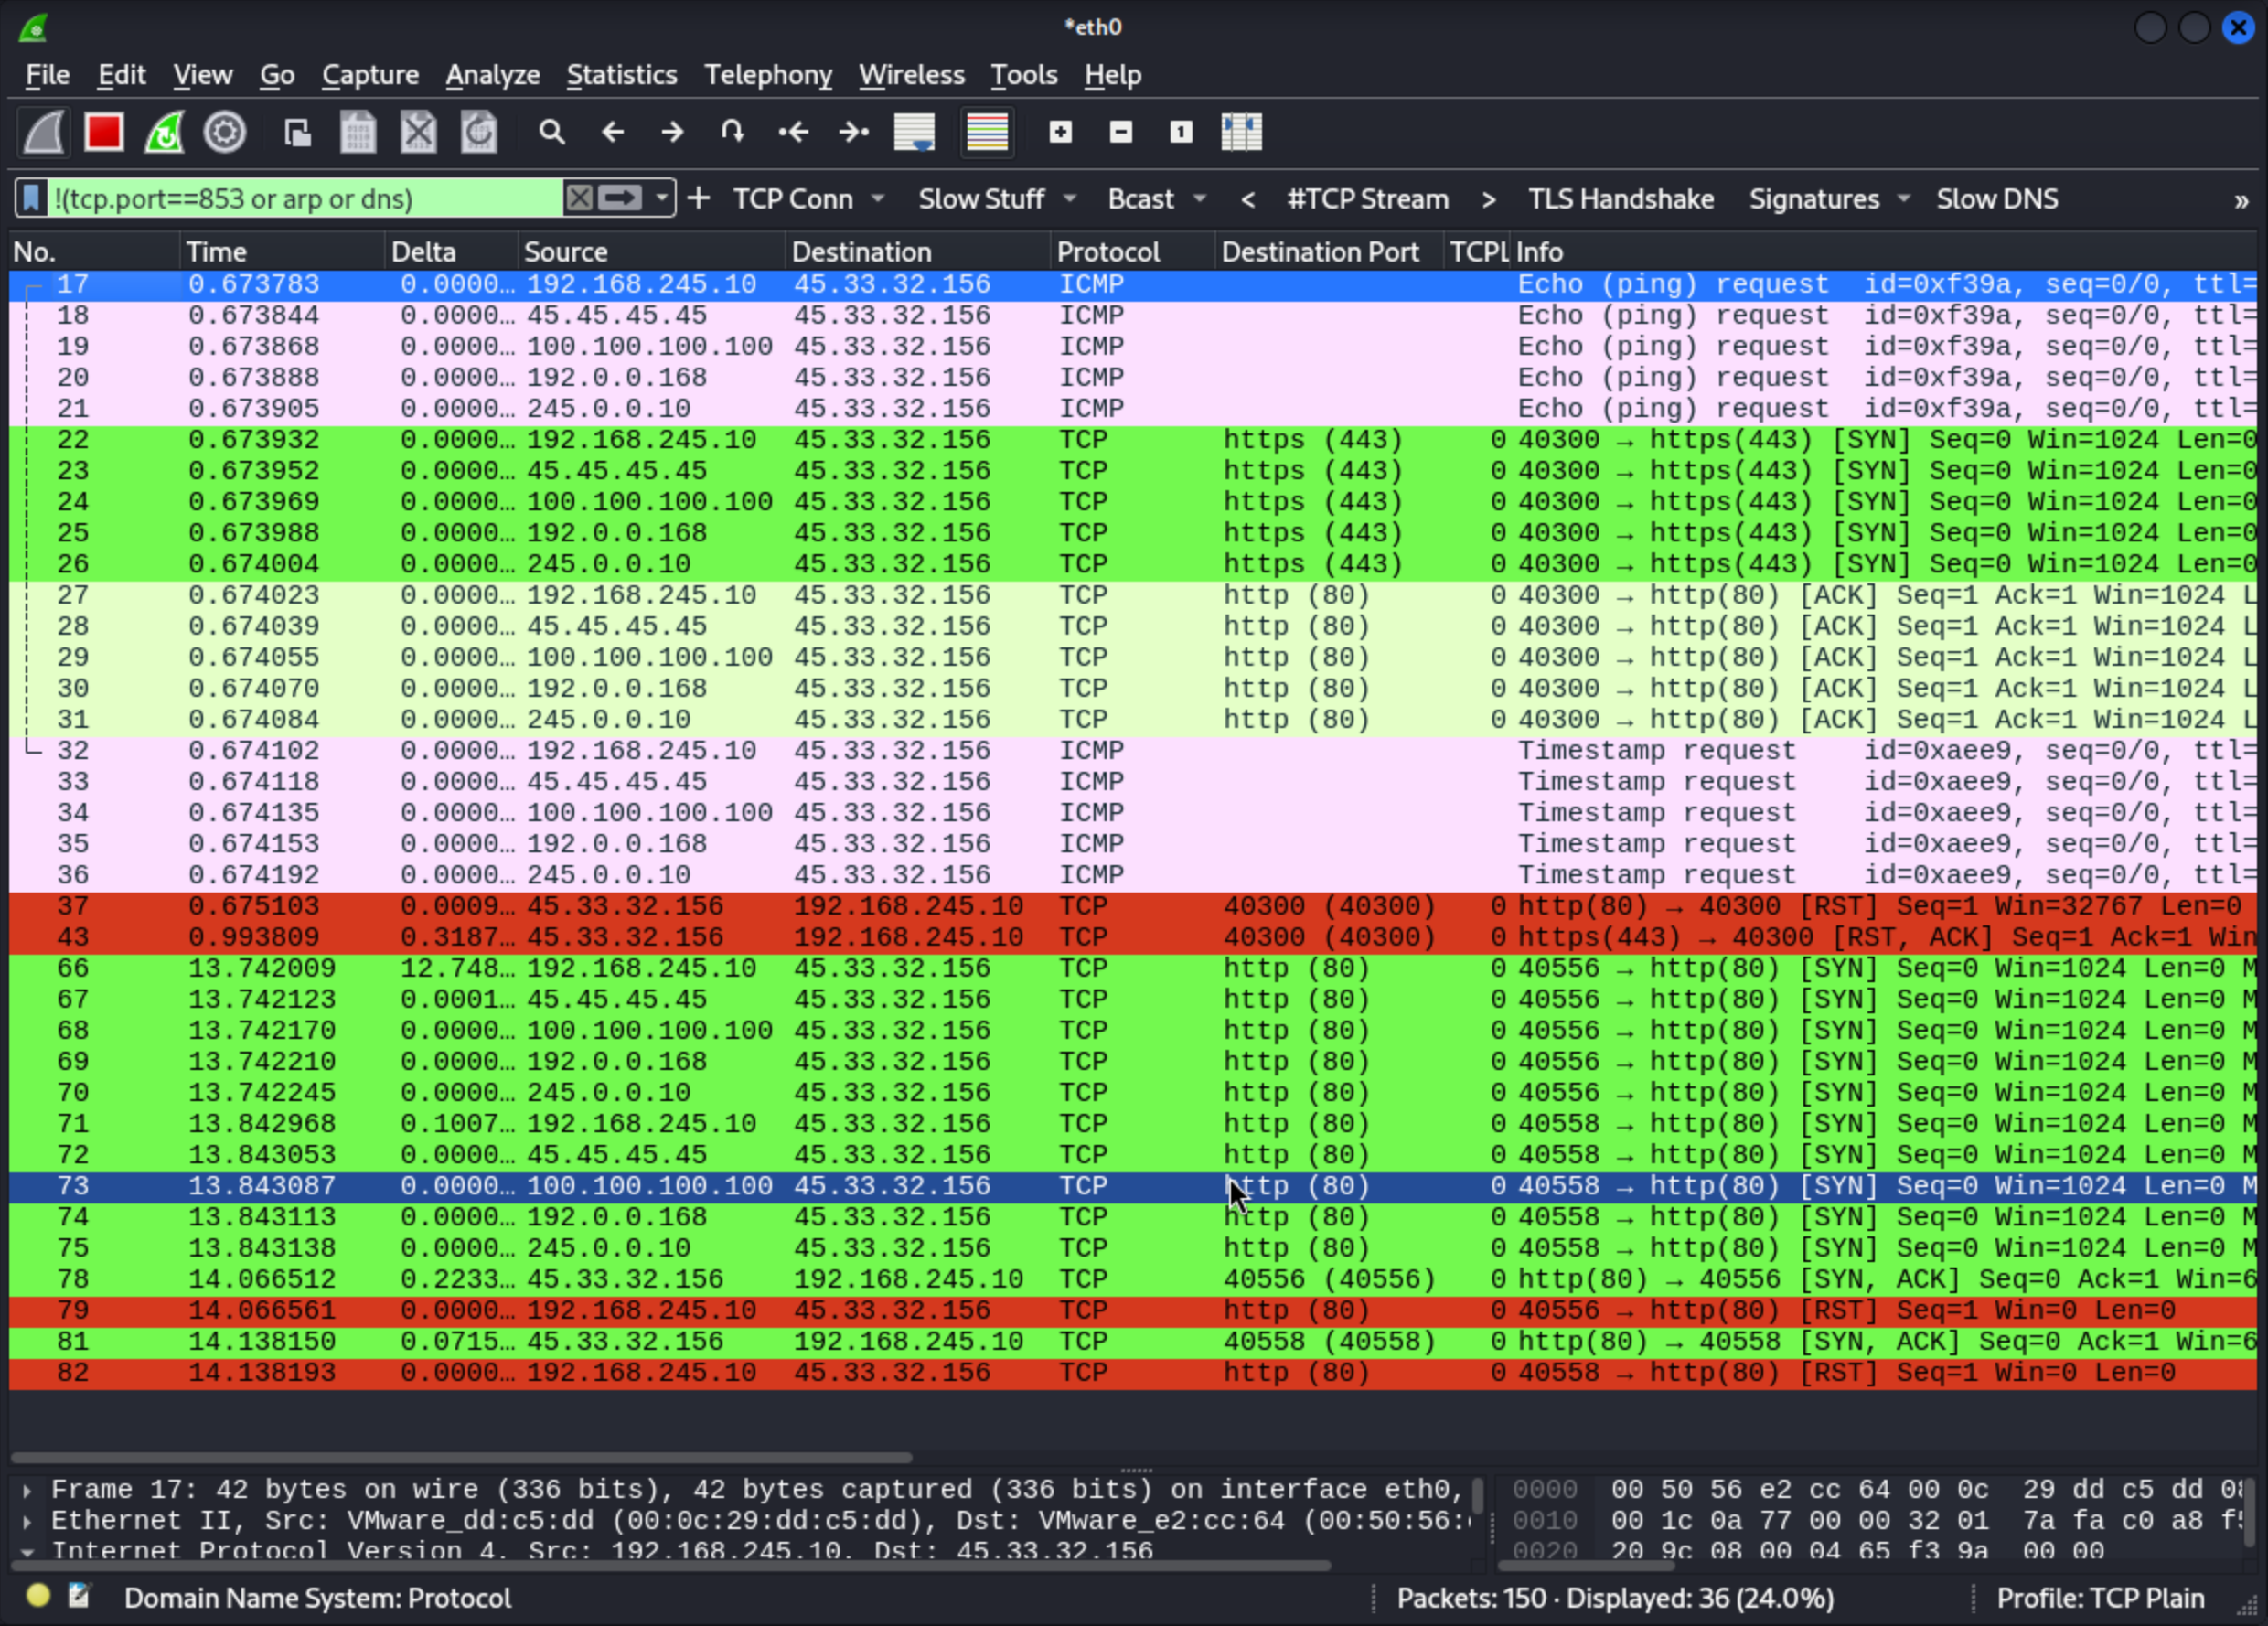 *eth0
File Edit View Go Capture Analyze Statistics Telephony Wireless Tools Help
!(tcp.port==853 or arp or dns) + TCP Conn Slow Stuff Bcast < #TCP Stream > TLS Handshake Signatures Slow DNS »
No. Time Delta Source Destination Protocol Destination Port TCPL Info
17 0.673783 0.0000… 192.168.245.10 45.33.32.156 ICMP Echo (ping) request id=0xf39a, seq=0/0, ttl=
18 0.673844 0.0000… 45.45.45.45 45.33.32.156 ICMP Echo (ping) request id=0xf39a, seq=0/0, ttl=
19 0.673868 0.0000… 100.100.100.100 45.33.32.156 ICMP Echo (ping) request id=0xf39a, seq=0/0, ttl=
20 0.673888 0.0000… 192.0.0.168 45.33.32.156 ICMP Echo (ping) request id=0xf39a, seq=0/0, ttl=
21 0.673905 0.0000… 245.0.0.10 45.33.32.156 ICMP Echo (ping) request id=0xf39a, seq=0/0, ttl=
22 0.673932 0.0000… 192.168.245.10 45.33.32.156 TCP https (443) 0 40300 → https(443) [SYN] Seq=0 Win=1024 Len=0
23 0.673952 0.0000… 45.45.45.45 45.33.32.156 TCP https (443) 0 40300 → https(443) [SYN] Seq=0 Win=1024 Len=0
24 0.673969 0.0000… 100.100.100.100 45.33.32.156 TCP https (443) 0 40300 → https(443) [SYN] Seq=0 Win=1024 Len=0
25 0.673988 0.0000… 192.0.0.168 45.33.32.156 TCP https (443) 0 40300 → https(443) [SYN] Seq=0 Win=1024 Len=0
26 0.674004 0.0000… 245.0.0.10 45.33.32.156 TCP https (443) 0 40300 → https(443) [SYN] Seq=0 Win=1024 Len=0
27 0.674023 0.0000… 192.168.245.10 45.33.32.156 TCP http (80) 0 40300 → http(80) [ACK] Seq=1 Ack=1 Win=1024 L
28 0.674039 0.0000… 45.45.45.45 45.33.32.156 TCP http (80) 0 40300 → http(80) [ACK] Seq=1 Ack=1 Win=1024 L
29 0.674055 0.0000… 100.100.100.100 45.33.32.156 TCP http (80) 0 40300 → http(80) [ACK] Seq=1 Ack=1 Win=1024 L
30 0.674070 0.0000… 192.0.0.168 45.33.32.156 TCP http (80) 0 40300 → http(80) [ACK] Seq=1 Ack=1 Win=1024 L
31 0.674084 0.0000… 245.0.0.10 45.33.32.156 TCP http (80) 0 40300 → http(80) [ACK] Seq=1 Ack=1 Win=1024 L
32 0.674102 0.0000… 192.168.245.10 45.33.32.156 ICMP Timestamp request id=0xaee9, seq=0/0, ttl=
33 0.674118 0.0000… 45.45.45.45 45.33.32.156 ICMP Timestamp request id=0xaee9, seq=0/0, ttl=
34 0.674135 0.0000… 100.100.100.100 45.33.32.156 ICMP Timestamp request id=0xaee9, seq=0/0, ttl=
35 0.674153 0.0000… 192.0.0.168 45.33.32.156 ICMP Timestamp request id=0xaee9, seq=0/0, ttl=
36 0.674192 0.0000… 245.0.0.10 45.33.32.156 ICMP Timestamp request id=0xaee9, seq=0/0, ttl=
37 0.675103 0.0009… 45.33.32.156 192.168.245.10 TCP 40300 (40300) 0 http(80) → 40300 [RST] Seq=1 Win=32767 Len=0
43 0.993809 0.3187… 45.33.32.156 192.168.245.10 TCP 40300 (40300) 0 https(443) → 40300 [RST, ACK] Seq=1 Ack=1 Win
66 13.742009 12.748… 192.168.245.10 45.33.32.156 TCP http (80) 0 40556 → http(80) [SYN] Seq=0 Win=1024 Len=0 M
67 13.742123 0.0001… 45.45.45.45 45.33.32.156 TCP http (80) 0 40556 → http(80) [SYN] Seq=0 Win=1024 Len=0 M
68 13.742170 0.0000… 100.100.100.100 45.33.32.156 TCP http (80) 0 40556 → http(80) [SYN] Seq=0 Win=1024 Len=0 M
69 13.742210 0.0000… 192.0.0.168 45.33.32.156 TCP http (80) 0 40556 → http(80) [SYN] Seq=0 Win=1024 Len=0 M
70 13.742245 0.0000… 245.0.0.10 45.33.32.156 TCP http (80) 0 40556 → http(80) [SYN] Seq=0 Win=1024 Len=0 M
71 13.842968 0.1007… 192.168.245.10 45.33.32.156 TCP http (80) 0 40558 → http(80) [SYN] Seq=0 Win=1024 Len=0 M
72 13.843053 0.0000… 45.45.45.45 45.33.32.156 TCP http (80) 0 40558 → http(80) [SYN] Seq=0 Win=1024 Len=0 M
73 13.843087 0.0000… 100.100.100.100 45.33.32.156 TCP http (80) 0 40558 → http(80) [SYN] Seq=0 Win=1024 Len=0 M
74 13.843113 0.0000… 192.0.0.168 45.33.32.156 TCP http (80) 0 40558 → http(80) [SYN] Seq=0 Win=1024 Len=0 M
75 13.843138 0.0000… 245.0.0.10 45.33.32.156 TCP http (80) 0 40558 → http(80) [SYN] Seq=0 Win=1024 Len=0 M
78 14.066512 0.2233… 45.33.32.156 192.168.245.10 TCP 40556 (40556) 0 http(80) → 40556 [SYN, ACK] Seq=0 Ack=1 Win=6
79 14.066561 0.0000… 192.168.245.10 45.33.32.156 TCP http (80) 0 40556 → http(80) [RST] Seq=1 Win=0 Len=0
81 14.138150 0.0715… 45.33.32.156 192.168.245.10 TCP 40558 (40558) 0 http(80) → 40558 [SYN, ACK] Seq=0 Ack=1 Win=6
82 14.138193 0.0000… 192.168.245.10 45.33.32.156 TCP http (80) 0 40558 → http(80) [RST] Seq=1 Win=0 Len=0
Frame 17: 42 bytes on wire (336 bits), 42 bytes captured (336 bits) on interface eth0,
Ethernet II, Src: VMware_dd:c5:dd (00:0c:29:dd:c5:dd), Dst: VMware_e2:cc:64 (00:50:56:
Internet Protocol Version 4, Src: 192.168.245.10, Dst: 45.33.32.156
0000 00 50 56 e2 cc 64 00 0c 29 dd c5 dd 08
0010 00 1c 0a 77 00 00 32 01 7a fa c0 a8 f5
0020 20 9c 08 00 04 65 f3 9a 00 00
Domain Name System: Protocol Packets: 150 · Displayed: 36 (24.0%) Profile: TCP Plain